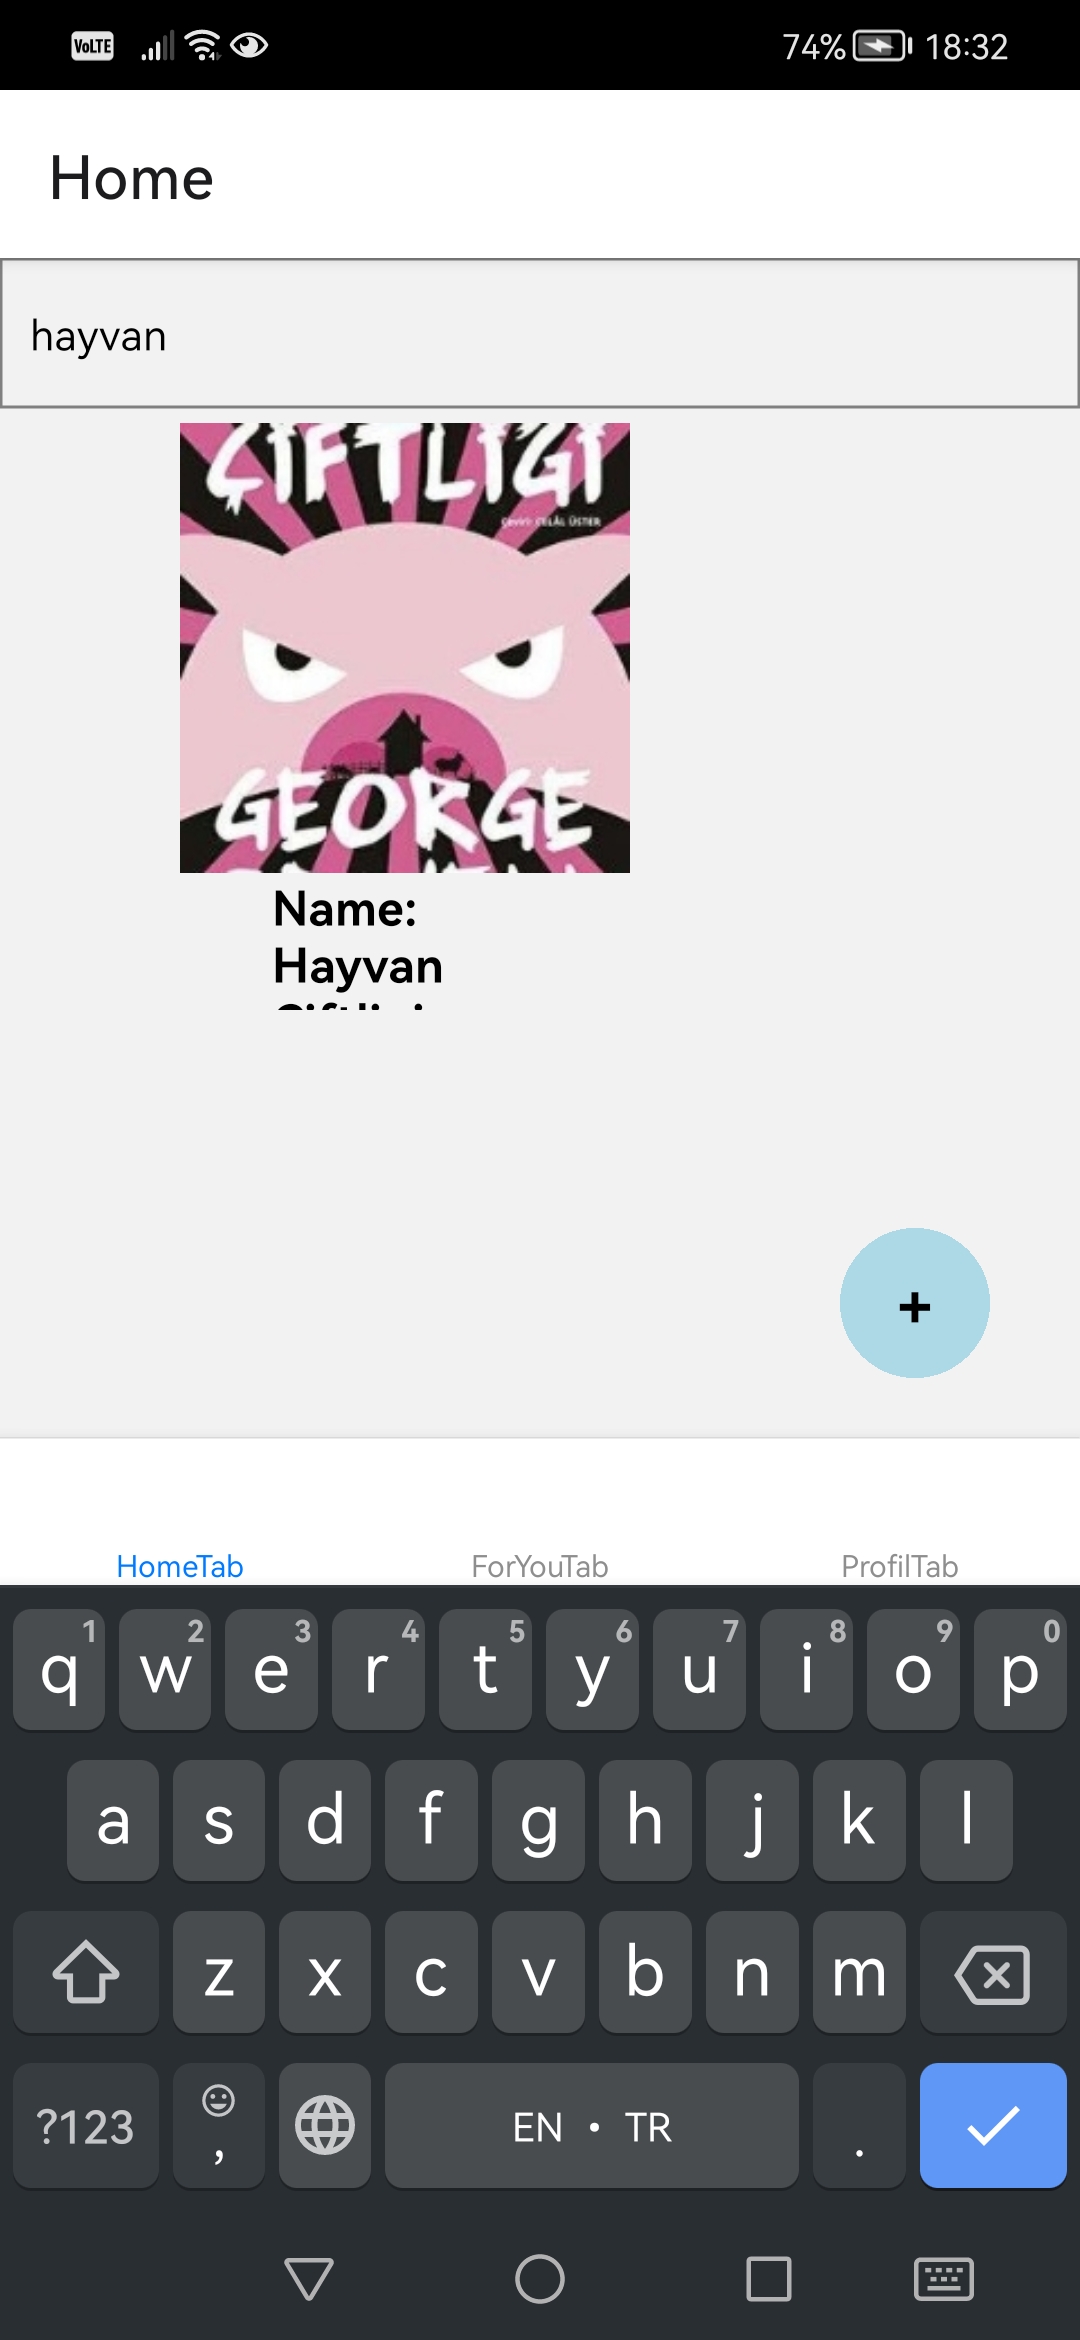 VoLTE 74% 18:32
Home
hayvan
ÇİFTLİĞİ
Çeviri: CELÂL ÜSTER
GEORGE
Name:
Hayvan
Çiftligi
+
HomeTab ForYouTab ProfilTab
1 2 3 4 5 6 7 8 9 0
q w e r t y u i o p
a s d f g h j k l
z x c v b n m
?123 , EN • TR .